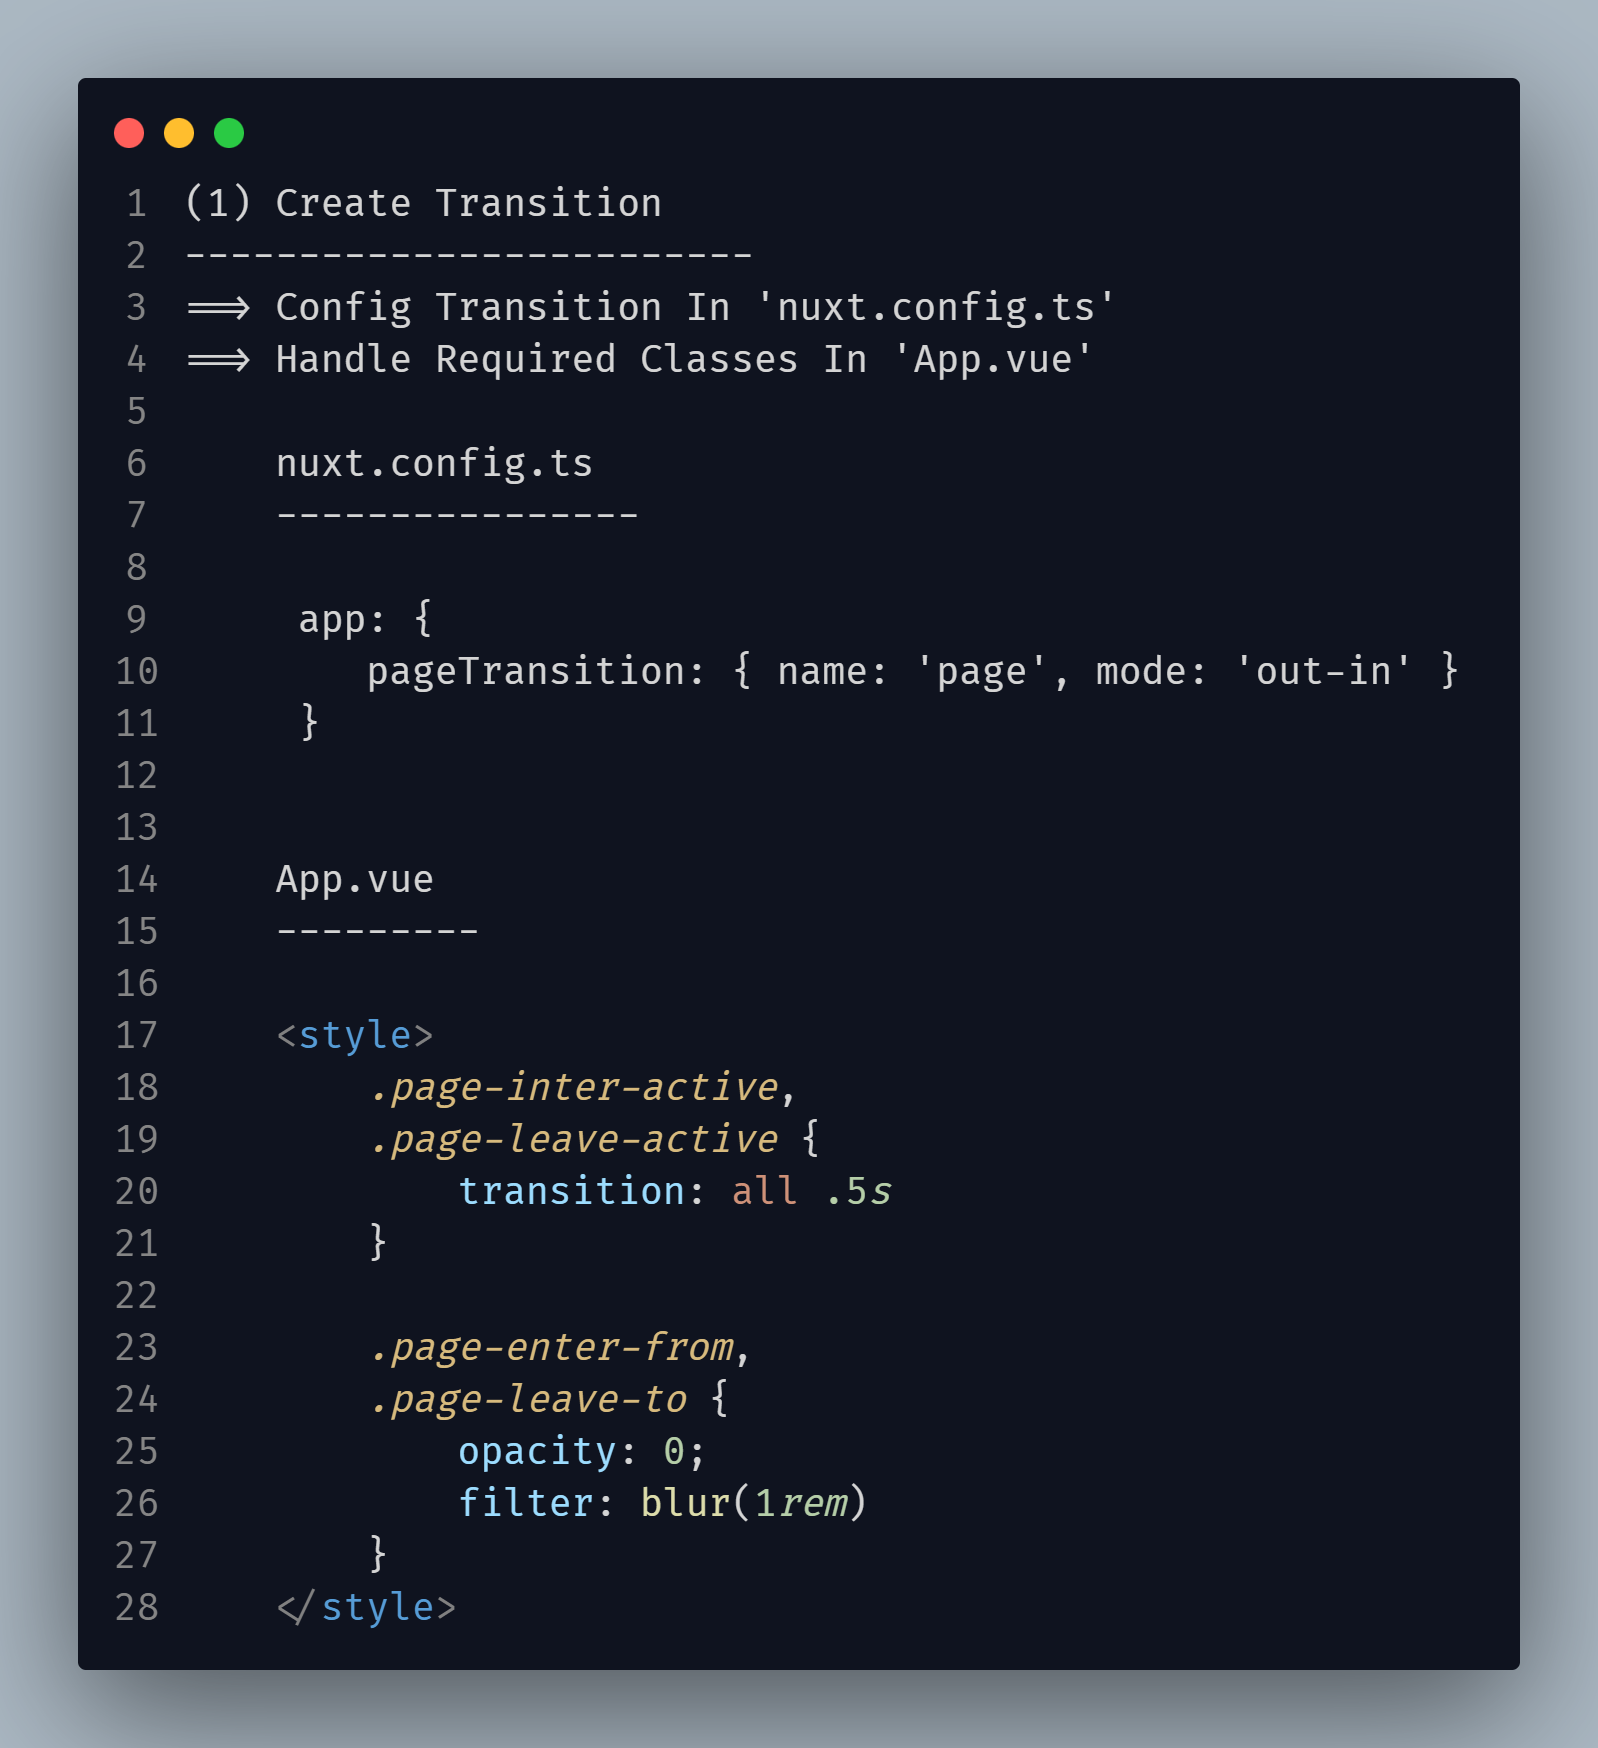 1 (1) Create Transition
2 -------------------------
3 ==> Config Transition In 'nuxt.config.ts'
4 ==> Handle Required Classes In 'App.vue'
5
6     nuxt.config.ts
7     ----------------
8
9      app: {
10         pageTransition: { name: 'page', mode: 'out-in' }
11      }
12
13
14     App.vue
15     ---------
16
17     <style>
18         .page-inter-active,
19         .page-leave-active {
20             transition: all .5s
21         }
22
23         .page-enter-from,
24         .page-leave-to {
25             opacity: 0;
26             filter: blur(1rem)
27         }
28     </style>